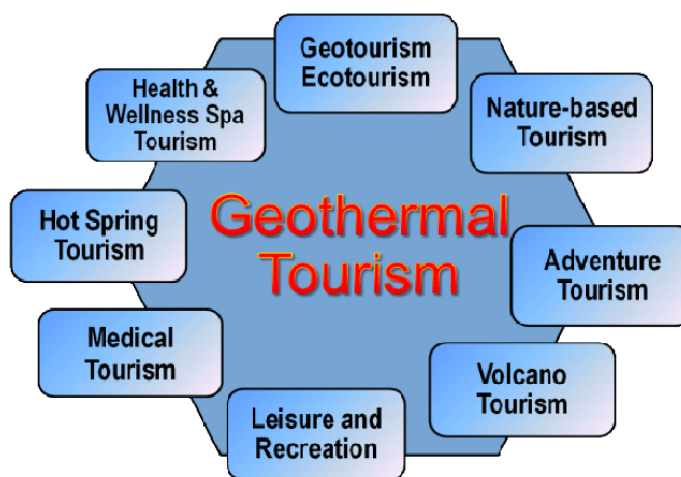 Geotourism
Ecotourism
Health &
Wellness Spa
Tourism
Nature-based
Tourism
Hot Spring
Tourism
Geothermal
Tourism
Adventure
Tourism
Medical
Tourism
Volcano
Tourism
Leisure and
Recreation